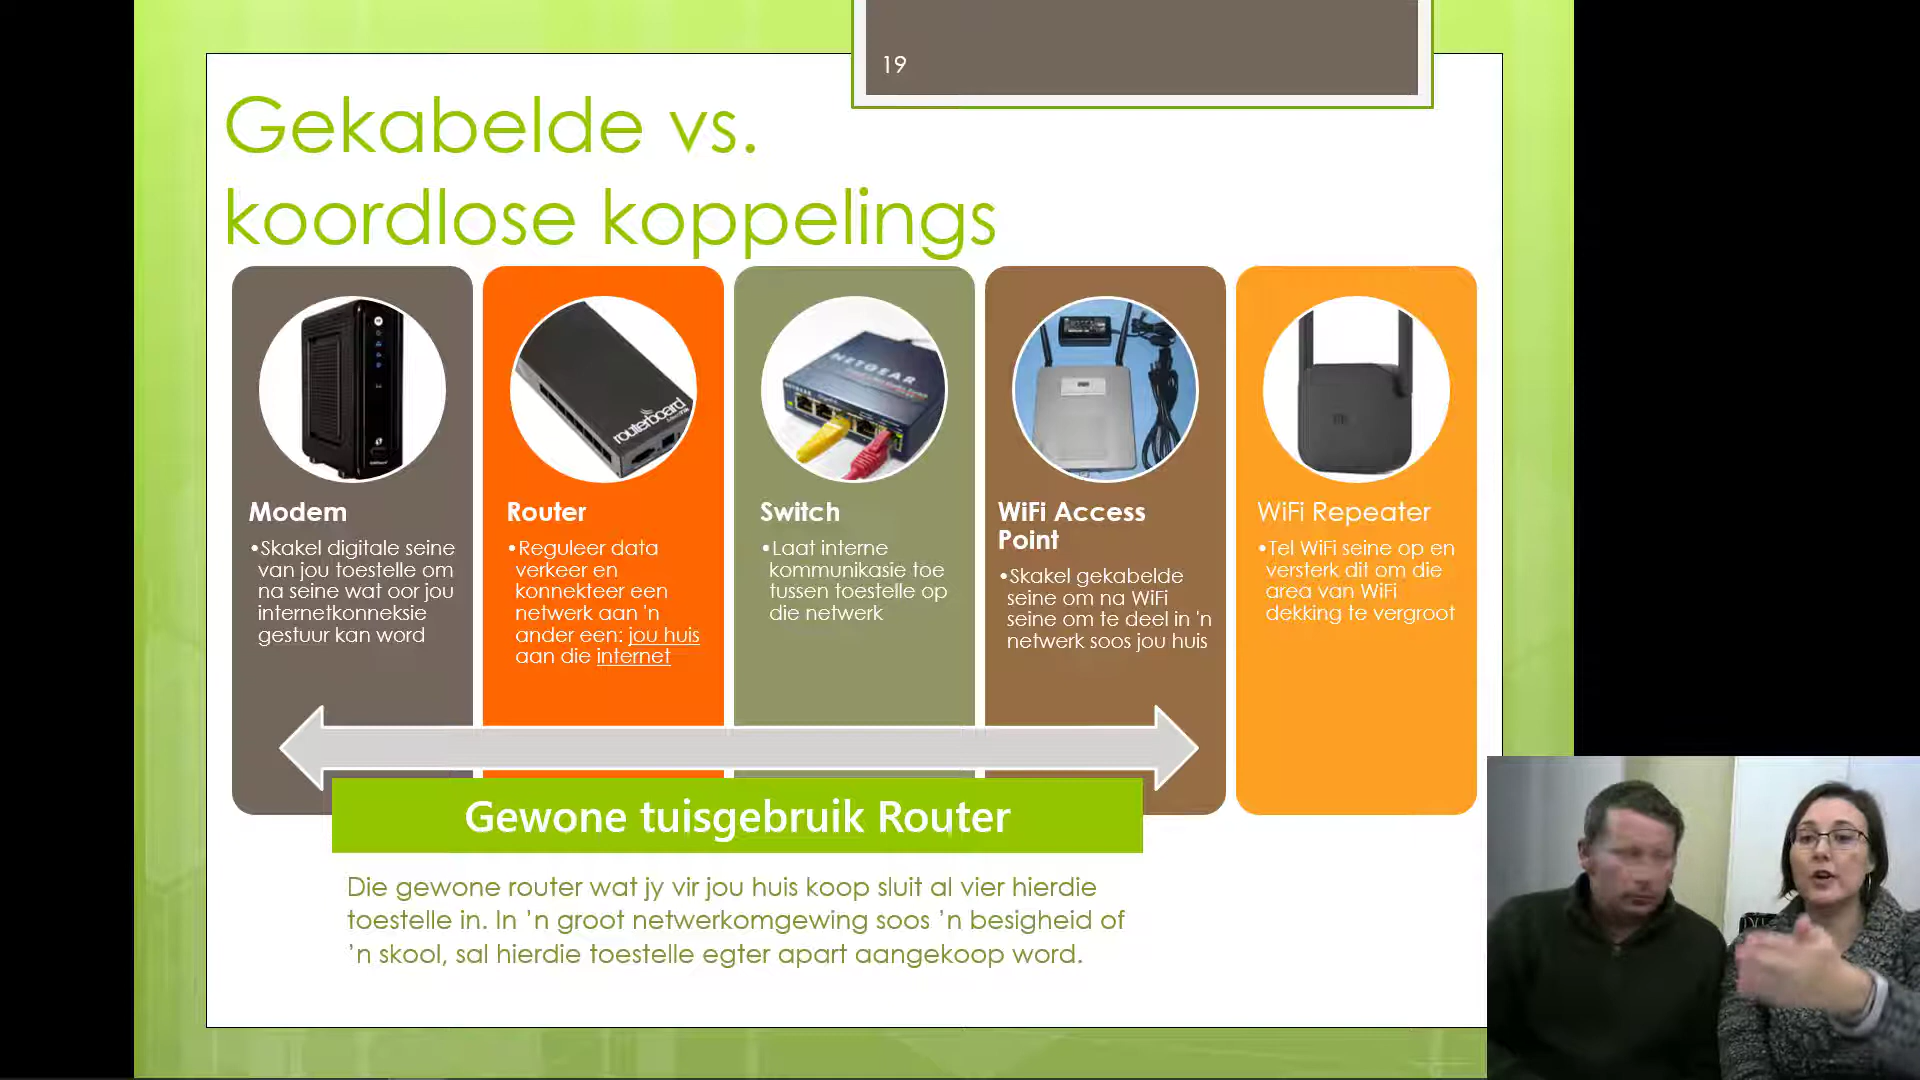 19
Gekabelde vs.
koordlose koppelings
routerboard
NETGEAR
NETGEAR
Modem
•Skakel digitale seine
van jou toestelle om
na seine wat oor jou
internetkonneksie
gestuur kan word
Router
•Reguleer data
verkeer en
konnekteer een
netwerk aan 'n
ander een: jou huis
aan die internet
Switch
•Laat interne
kommunikasie toe
tussen toestelle op
die netwerk
WiFi Access
Point
•Skakel gekabelde
seine om na WiFi
seine om te deel in 'n
netwerk soos jou huis
WiFi Repeater
•Tel WiFi seine op en
versterk dit om die
area van WiFi
dekking te vergroot
Gewone tuisgebruik Router
Die gewone router wat jy vir jou huis koop sluit al vier hierdie
toestelle in. In ’n groot netwerkomgewing soos ’n besigheid of
’n skool, sal hierdie toestelle egter apart aangekoop word.